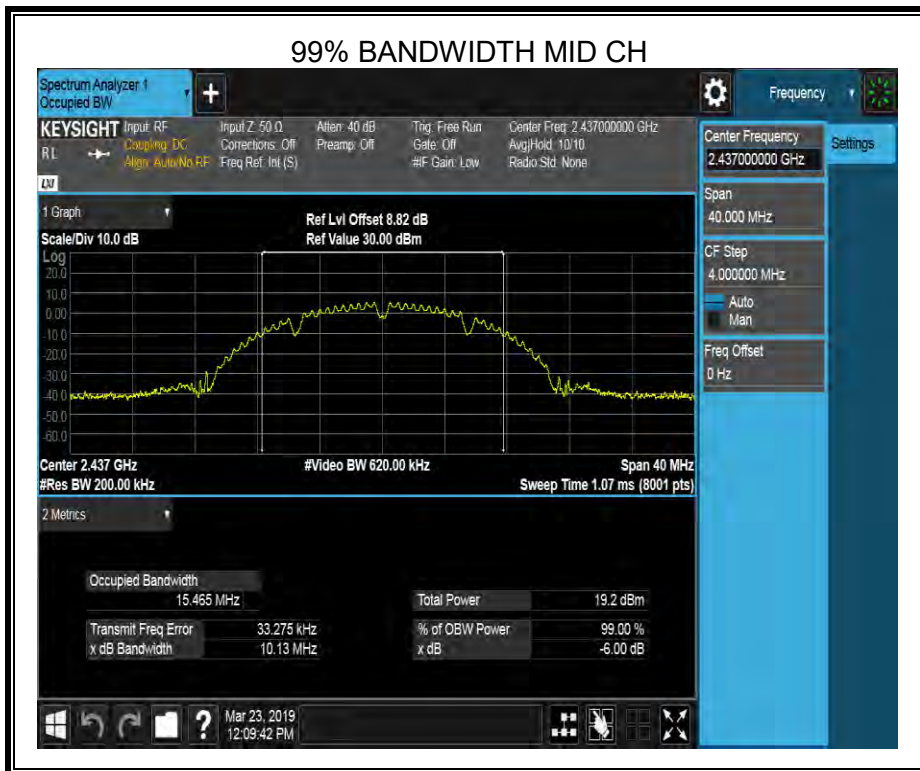 99% BANDWIDTH MID CH
Spectrum Analyzer 1
Occupied BW
+
Frequency
KEYSIGHT Input: RF Input Z: 50 Ω Atten: 40 dB Trig: Free Run Center Freq: 2.437000000 GHz
RL Coupling: DC Corrections: Off Preamp: Off Gate: Off Avg|Hold: 10/10
Align: Auto/No RF Freq Ref: Int (S) #IF Gain: Low Radio Std: None
LXI
Center Frequency
2.437000000 GHz
Settings
Span
40.000 MHz
CF Step
4.000000 MHz
Auto
Man
Freq Offset
0 Hz
1 Graph
Ref Lvl Offset 8.82 dB
Scale/Div 10.0 dB Ref Value 30.00 dBm
Log
20.0
10.0
0.00
-10.0
-20.0
-30.0
-40.0
-50.0
-60.0
Center 2.437 GHz #Video BW 620.00 kHz Span 40 MHz
#Res BW 200.00 kHz Sweep Time 1.07 ms (8001 pts)
2 Metrics
Occupied Bandwidth
15.465 MHz Total Power 19.2 dBm
Transmit Freq Error 33.275 kHz % of OBW Power 99.00 %
x dB Bandwidth 10.13 MHz x dB -6.00 dB
? Mar 23, 2019
12:09:42 PM